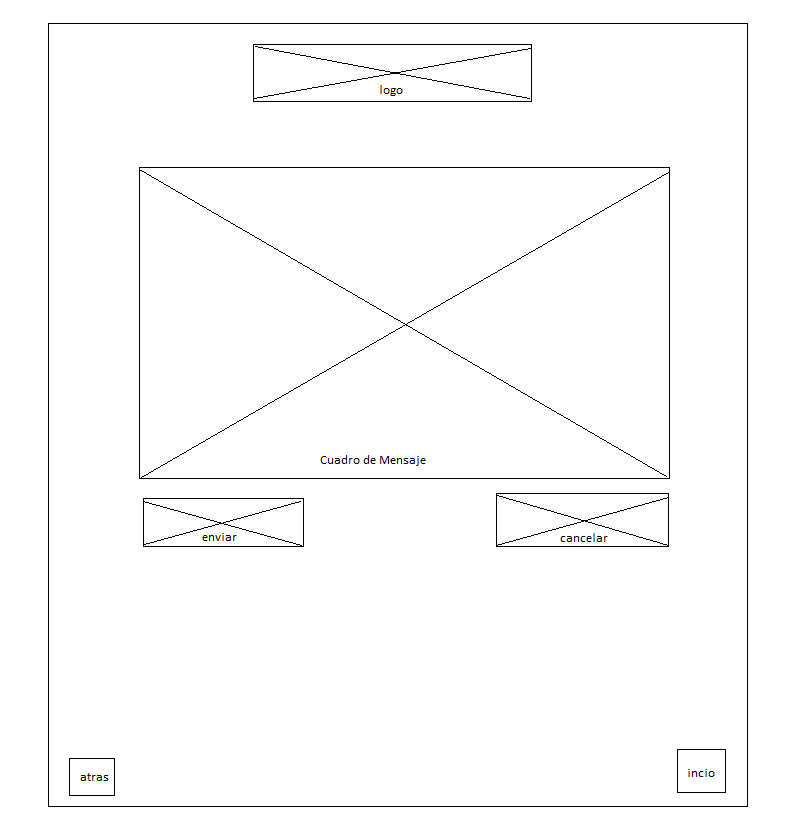 logo
Cuadro de Mensaje
enviar
cancelar
atras
incio